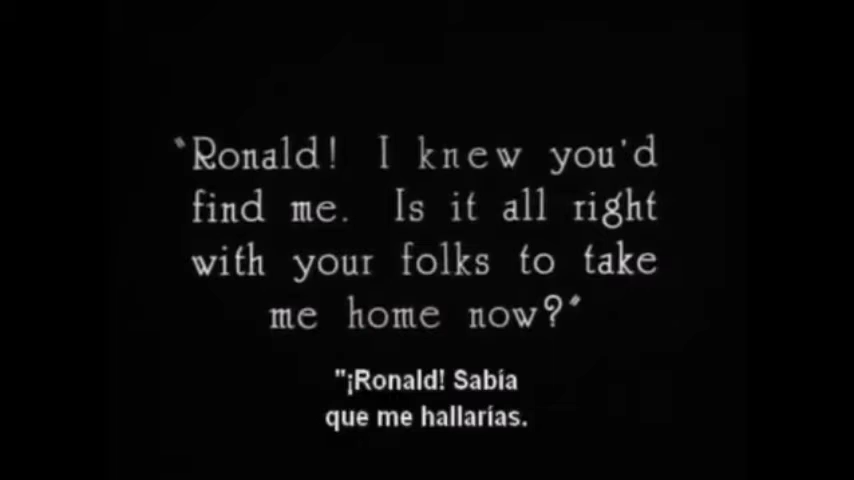 "Ronald! I knew you'd
find me. Is it all right
with your folks to take
me home now?"
"¡Ronald! Sabía
que me hallarías.